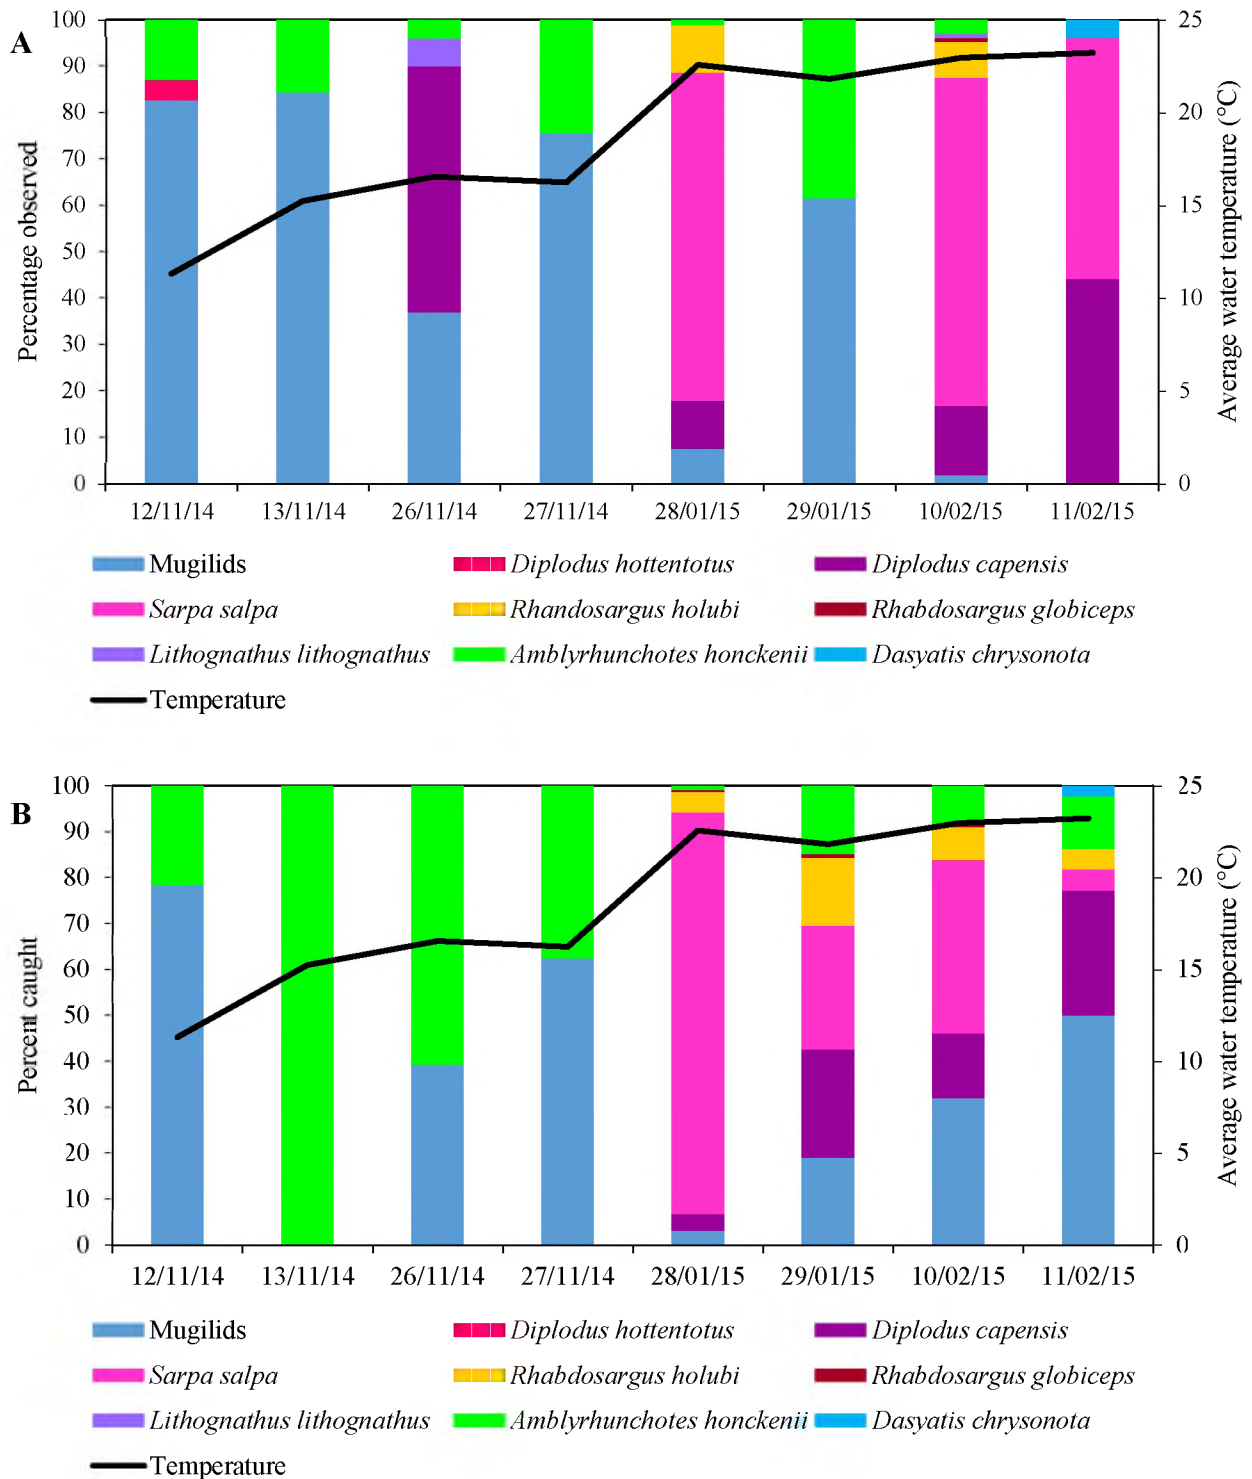 A
100
90
80
70
60
50
40
30
20
10
0
Percentage observed
25
20
15
10
5
0
Average water temperature (°C)
12/11/14 13/11/14 26/11/14 27/11/14 28/01/15 29/01/15 10/02/15 11/02/15
Mugilids Diplodus hottentotus Diplodus capensis
Sarpa salpa Rhandosargus holubi Rhabdosargus globiceps
Lithognathus lithognathus Amblyrhunchotes honckenii Dasyatis chrysonota
Temperature
B
100
90
80
70
60
50
40
30
20
10
0
Percent caught
25
20
15
10
5
0
Average water temperature (°C)
12/11/14 13/11/14 26/11/14 27/11/14 28/01/15 29/01/15 10/02/15 11/02/15
Mugilids Diplodus hottentotus Diplodus capensis
Sarpa salpa Rhabdosargus holubi Rhabdosargus globiceps
Lithognathus lithognathus Amblyrhunchotes honckenii Dasyatis chrysonota
Temperature